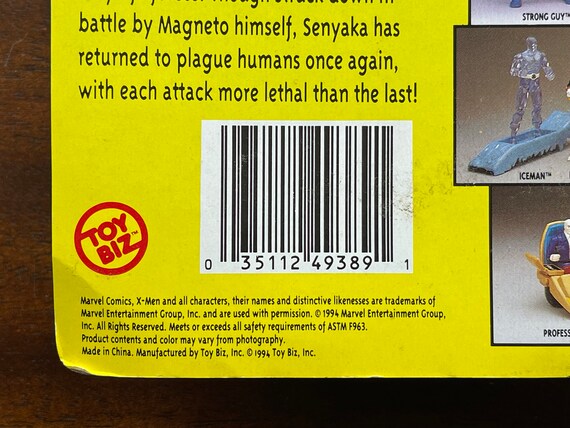 battle by Magneto himself, Senyaka has
returned to plague humans once again,
with each attack more lethal than the last!
STRONG GUY™
ICEMAN™
TOY
BIZ™
0 35112 49389 1
Marvel Comics, X-Men and all characters, their names and distinctive likenesses are trademarks of
Marvel Entertainment Group, Inc. and are used with permission. © 1994 Marvel Entertainment Group,
Inc. All Rights Reserved. Meets or exceeds all safety requirements of ASTM F963.
Product contents and color may vary from photography.
Made in China. Manufactured by Toy Biz, Inc. © 1994 Toy Biz, Inc.
PROFESS